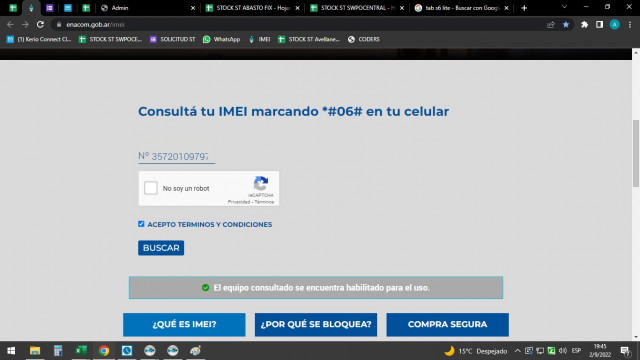 Admin
STOCK ST ABASTO FIX - Hoja
STOCK ST SWPOCENTRAL - H
tab s6 lite - Buscar con Google
enacom.gob.ar/imei
(1) Kerio Connect Cl...
STOCK ST SWPOCE...
SOLICITUD ST
WhatsApp
IMEI
STOCK ST Avellane...
CODERS
Consultá tu IMEI marcando *#06# en tu celular
Nº 3572010979
No soy un robot
reCAPTCHA
Privacidad - Términos
ACEPTO TERMINOS Y CONDICIONES
BUSCAR
El equipo consultado se encuentra habilitado para el uso.
¿QUÉ ES IMEI?
¿POR QUÉ SE BLOQUEA?
COMPRA SEGURA
15°C Despejado
ESP
19:45
2/9/2022